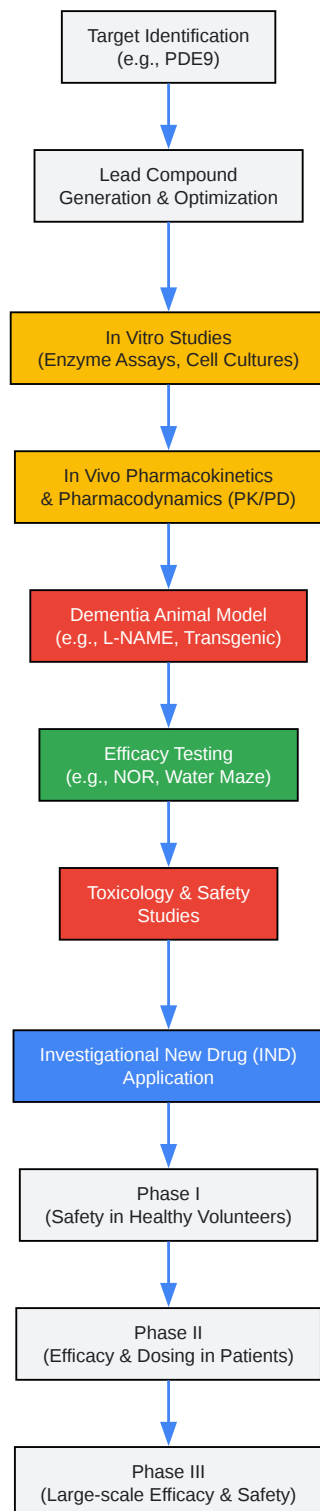 Target Identification
(e.g., PDE9)
Lead Compound
Generation & Optimization
In Vitro Studies
(Enzyme Assays, Cell Cultures)
In Vivo Pharmacokinetics
& Pharmacodynamics (PK/PD)
Dementia Animal Model
(e.g., L-NAME, Transgenic)
Efficacy Testing
(e.g., NOR, Water Maze)
Toxicology & Safety
Studies
Investigational New Drug (IND)
Application
Phase I
(Safety in Healthy Volunteers)
Phase II
(Efficacy & Dosing in Patients)
Phase III
(Large-scale Efficacy & Safety)